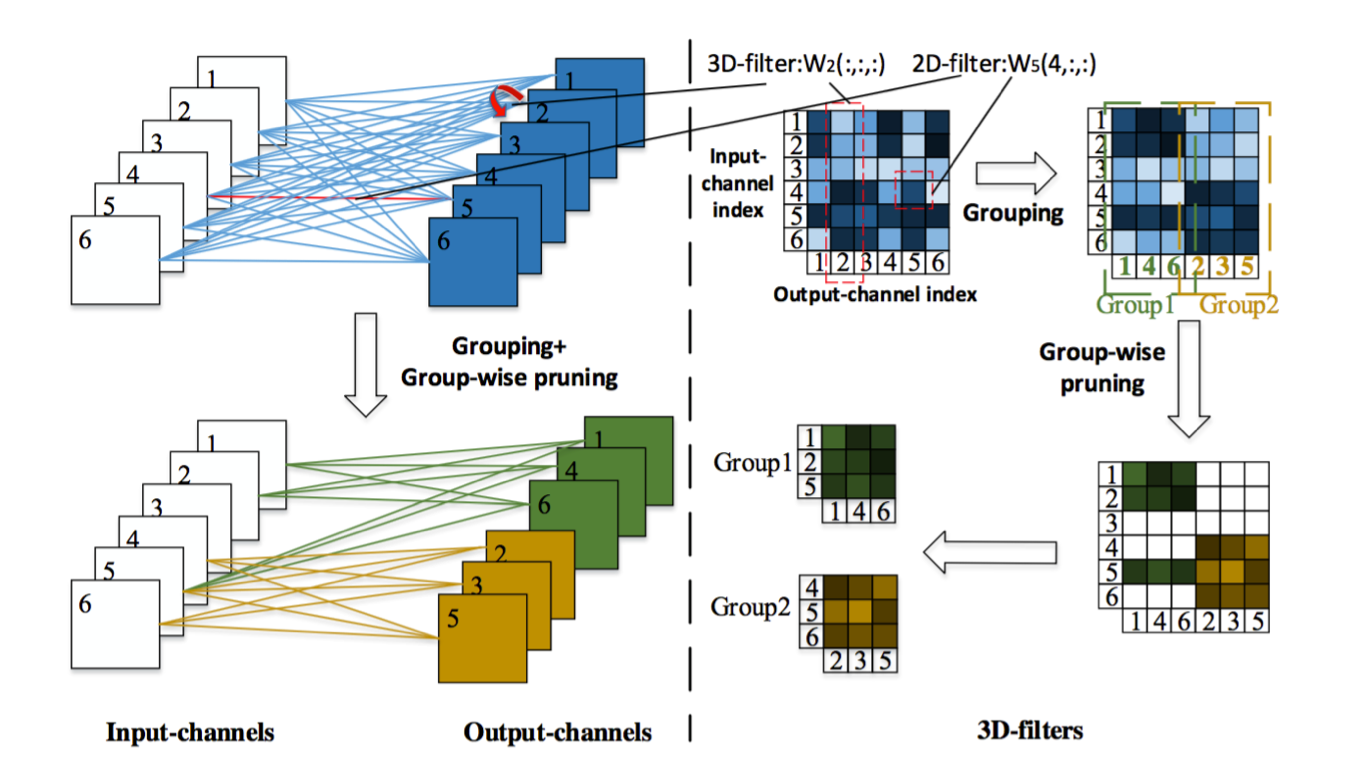 3D-filter:W₂(:,:,:) 2D-filter:W₅(4,:,:)
1
2
3
4
5
6
1
2
3
4
5
6
Grouping+
Group-wise pruning
1
2
3
4
5
6
1
4
6
2
3
5
Input-channels
Output-channels
Input-
channel
index
1
2
3
4
5
6
1 2 3 4 5 6
Output-channel index
Grouping
1
2
3
4
5
6
1 4 6 2 3 5
Group1 Group2
Group-wise
pruning
1
2
3
4
5
6
1 4 6 2 3 5
Group1
1
2
5
1 4 6
Group2
4
5
6
2 3 5
3D-filters